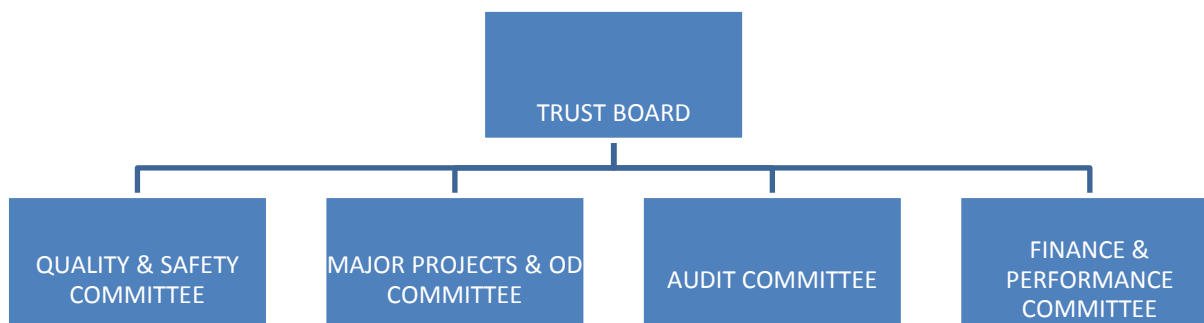 TRUST BOARD
QUALITY & SAFETY
COMMITTEE
MAJOR PROJECTS & OD
COMMITTEE
AUDIT COMMITTEE
FINANCE &
PERFORMANCE
COMMITTEE